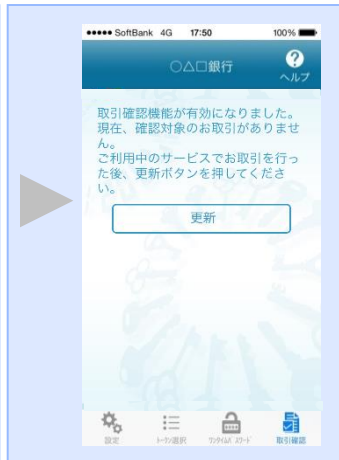 ●●●●● SoftBank 4G 17:50 100%
○△□銀行
?
ヘルプ
取引確認機能が有効になりました。
現在、確認対象のお取引がありませ
ん。
ご利用中のサービスでお取引を行っ
た後、更新ボタンを押してくださ
い。
更新
設定 トークン選択 ワンタイムパスワード 取引確認